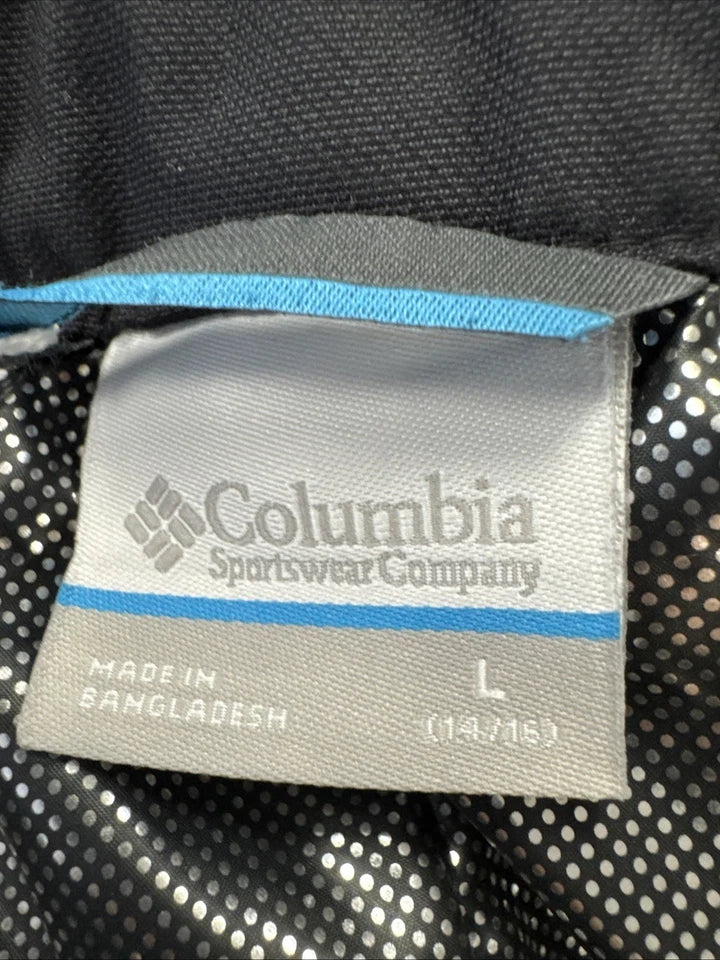 Columbia
Sportswear Company
MADE IN
BANGLADESH
L
(14/16)